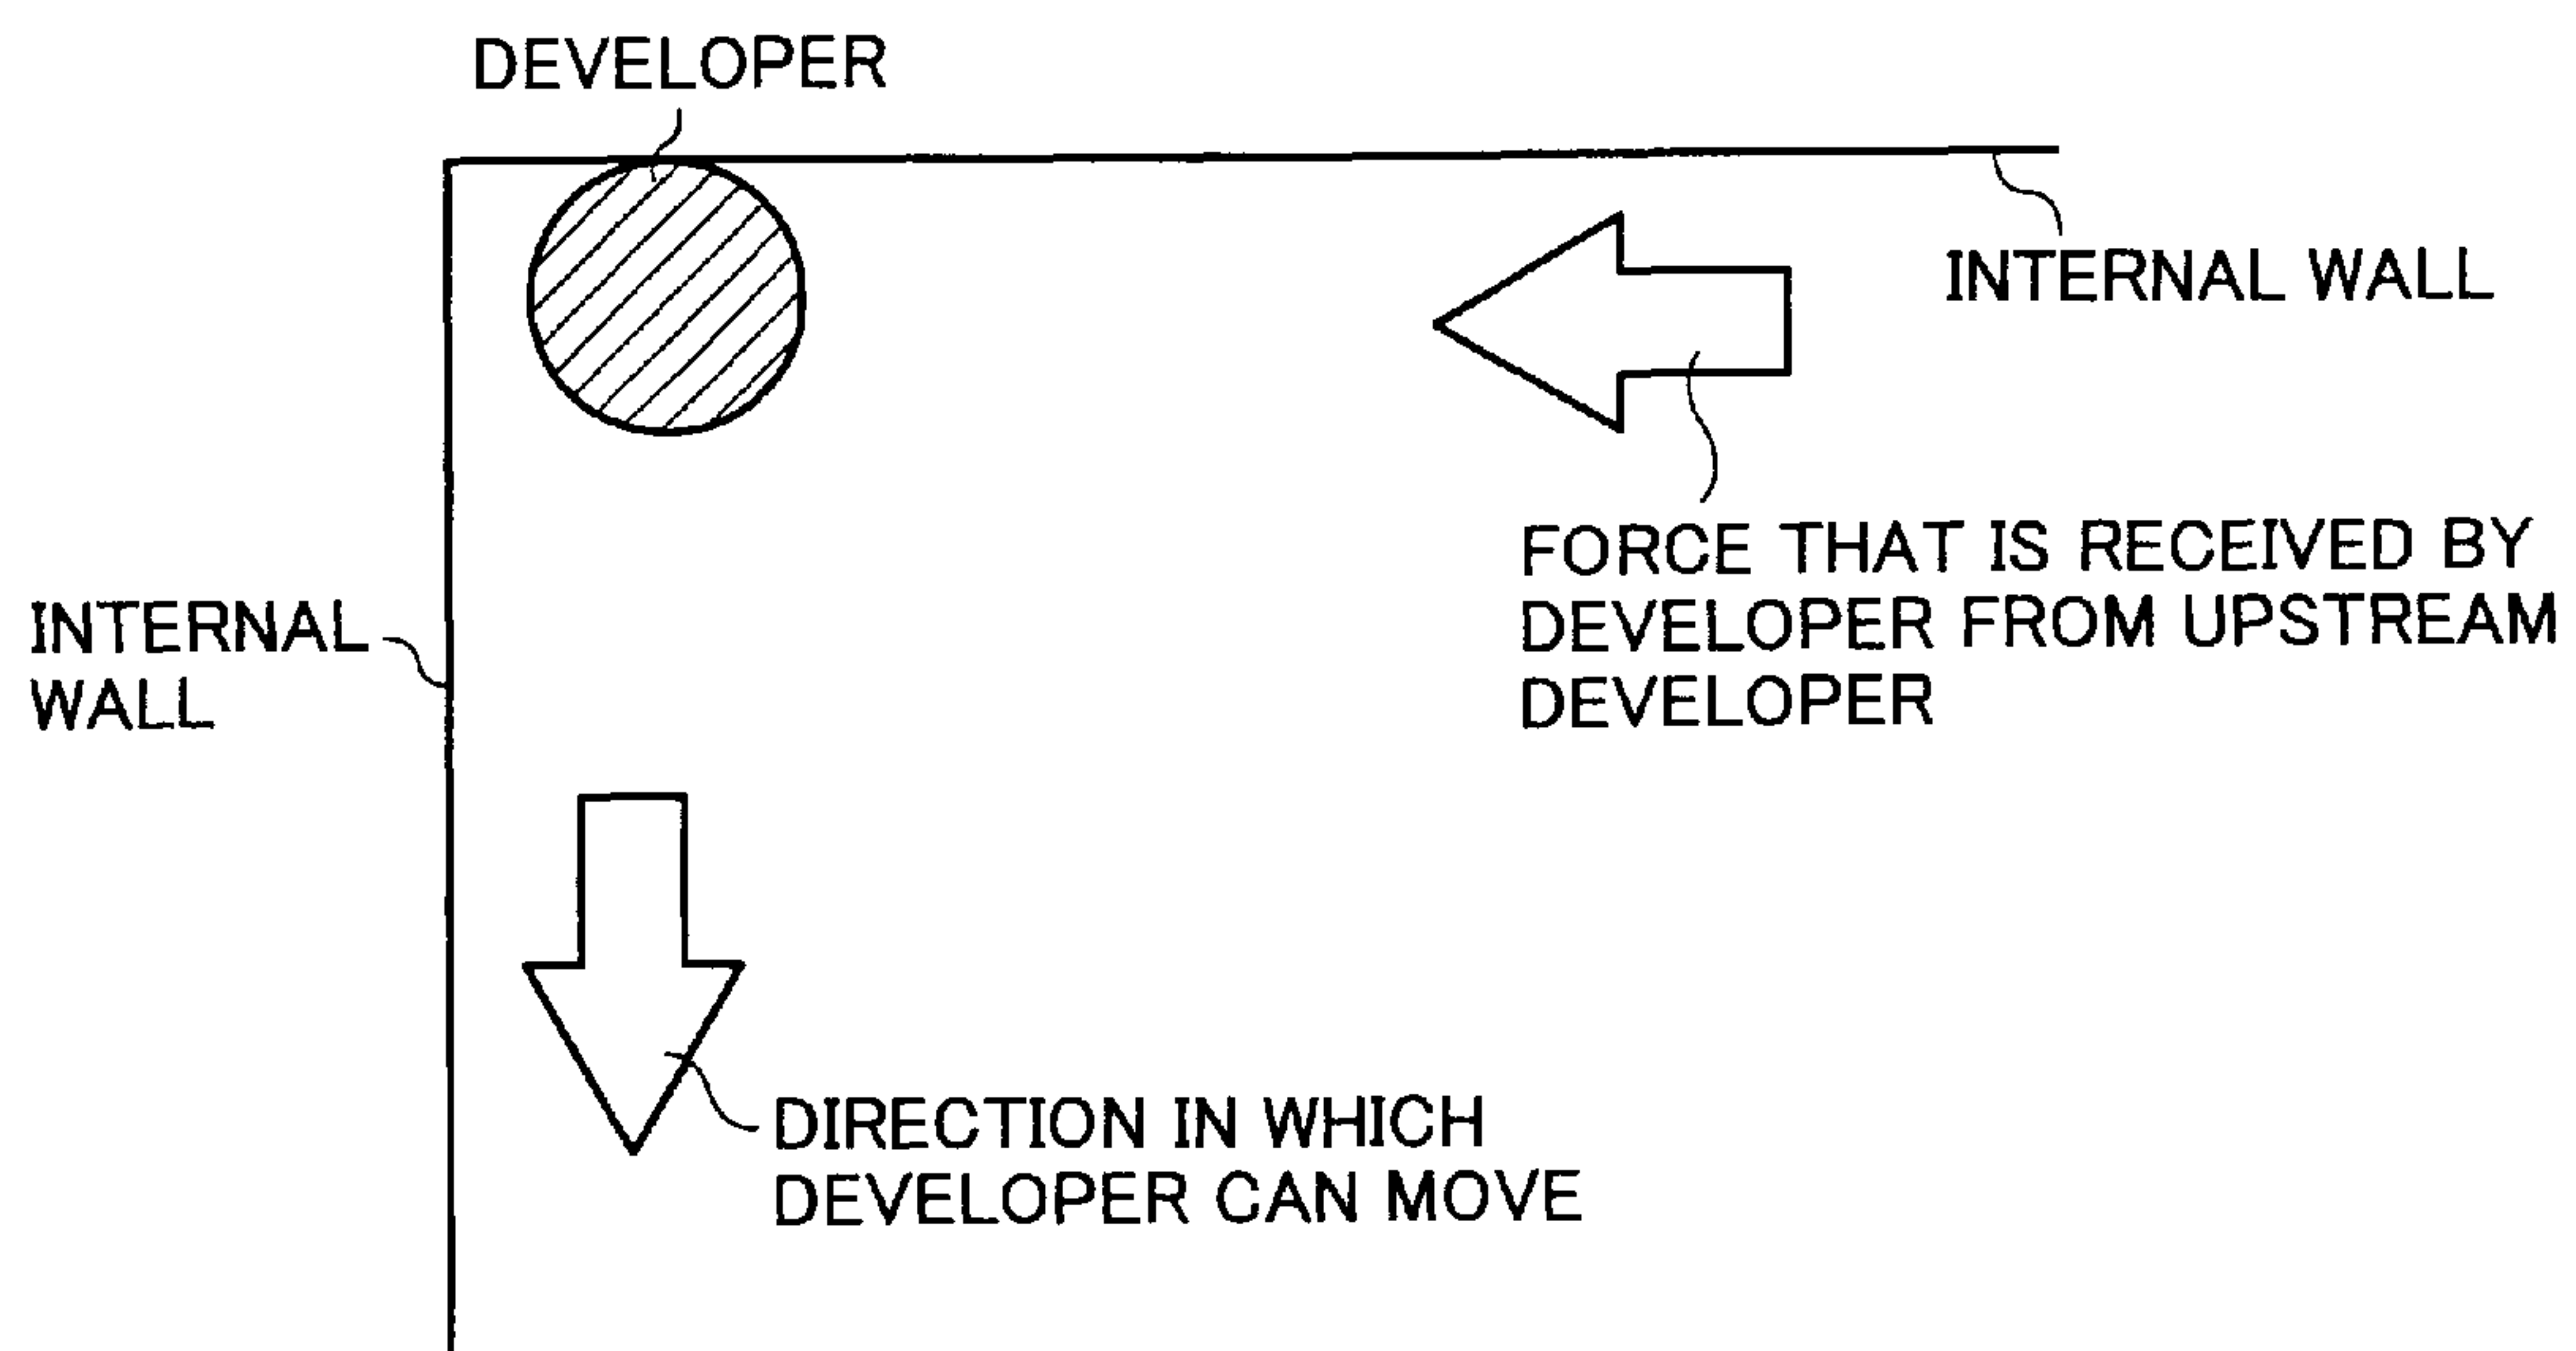 DEVELOPER
INTERNAL WALL
FORCE THAT IS RECEIVED BY
DEVELOPER FROM UPSTREAM
DEVELOPER
INTERNAL
WALL
DIRECTION IN WHICH
DEVELOPER CAN MOVE